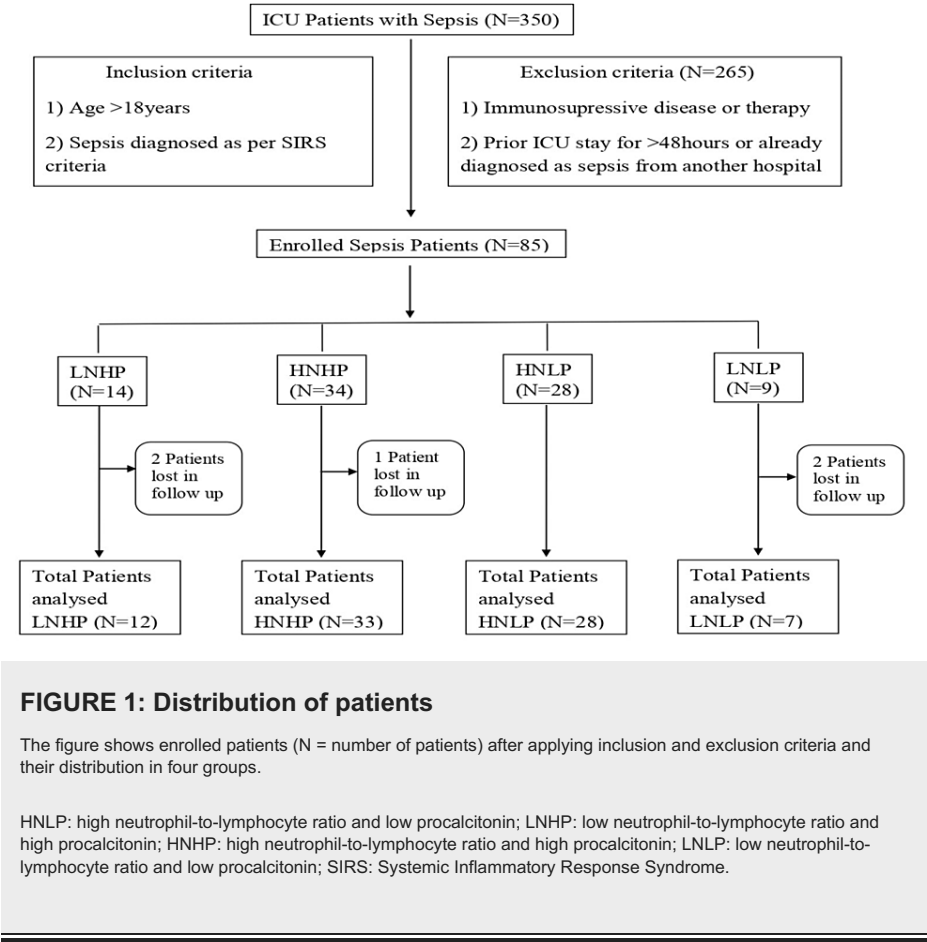 ICU Patients with Sepsis (N=350)
Inclusion criteria
1) Age >18years
2) Sepsis diagnosed as per SIRS
criteria
Exclusion criteria (N=265)
1) Immunosupressive disease or therapy
2) Prior ICU stay for >48hours or already
diagnosed as sepsis from another hospital
Enrolled Sepsis Patients (N=85)
LNHP
(N=14)
HNHP
(N=34)
HNLP
(N=28)
LNLP
(N=9)
2 Patients
lost in
follow up
1 Patient
lost in
follow up
2 Patients
lost in
follow up
Total Patients
analysed
LNHP (N=12)
Total Patients
analysed
HNHP (N=33)
Total Patients
analysed
HNLP (N=28)
Total Patients
analysed
LNLP (N=7)
FIGURE 1: Distribution of patients
The figure shows enrolled patients (N = number of patients) after applying inclusion and exclusion criteria and
their distribution in four groups.
HNLP: high neutrophil-to-lymphocyte ratio and low procalcitonin; LNHP: low neutrophil-to-lymphocyte ratio and
high procalcitonin; HNHP: high neutrophil-to-lymphocyte ratio and high procalcitonin; LNLP: low neutrophil-to-
lymphocyte ratio and low procalcitonin; SIRS: Systemic Inflammatory Response Syndrome.